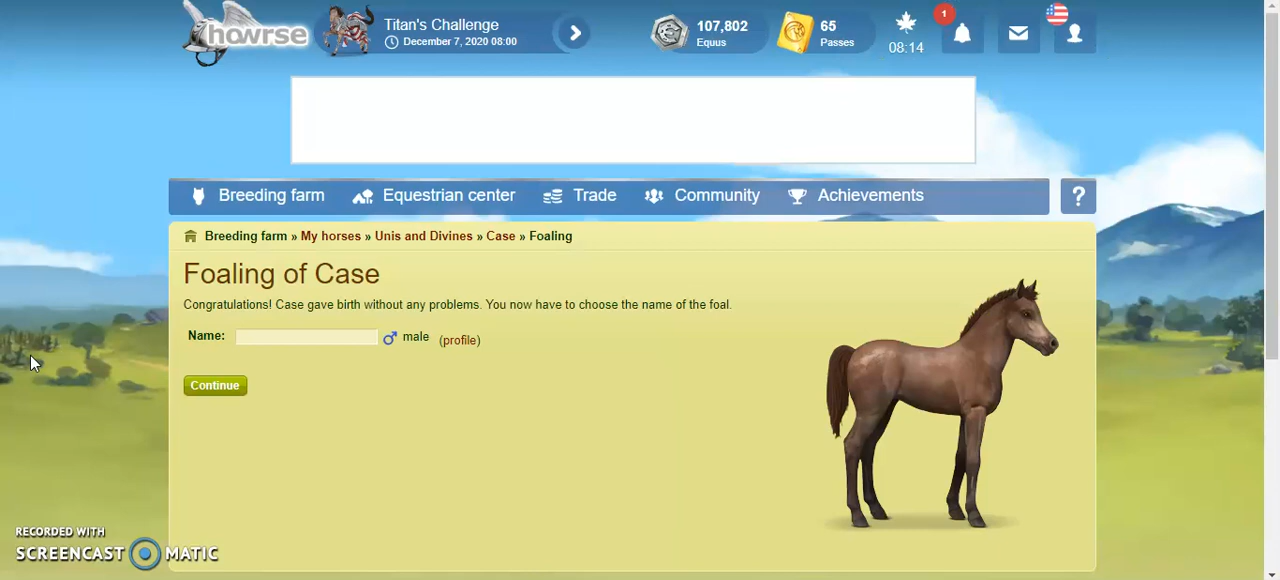 howrse
Titan's Challenge
December 7, 2020 08:00
107,802
Equus
65
Passes
08:14
1
Breeding farm
Equestrian center
Trade
Community
Achievements
?
Breeding farm » My horses » Unis and Divines » Case » Foaling
Foaling of Case
Congratulations! Case gave birth without any problems. You now have to choose the name of the foal.
Name: ♂ male (profile)
Continue
RECORDED WITH
SCREENCAST MATIC